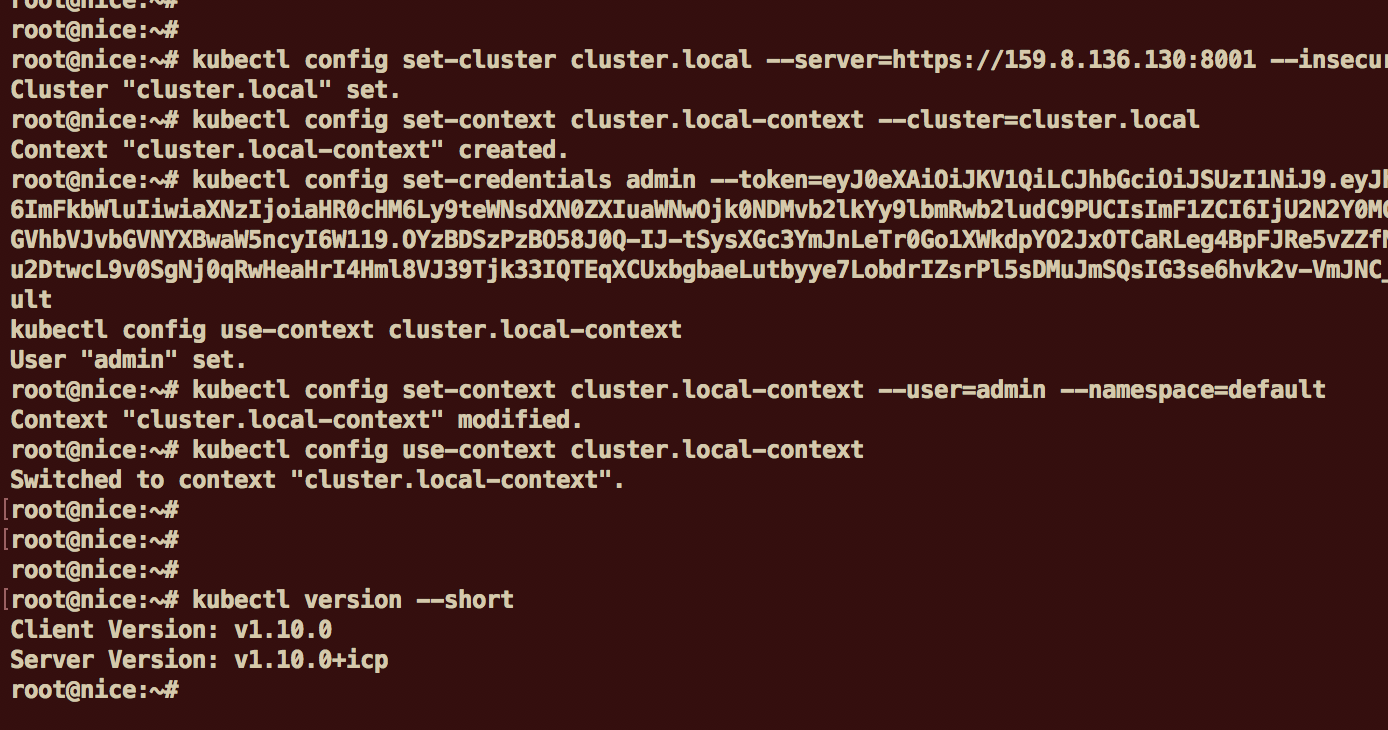 root@nice:~#
root@nice:~#
root@nice:~# kubectl config set-cluster cluster.local --server=https://159.8.136.130:8001 --insecur
Cluster "cluster.local" set.
root@nice:~# kubectl config set-context cluster.local-context --cluster=cluster.local
Context "cluster.local-context" created.
root@nice:~# kubectl config set-credentials admin --token=eyJ0eXAiOiJKV1QiLCJhbGciOiJSUzI1NiJ9.eyJh
6ImFkbWluIiwiaXNzIjoiaHR0cHM6Ly9teWNsdXN0ZXIuaWNwOjk0NDMvb2lkYy9lbmRwb2ludC9PUCIsImF1ZCI6IjU2N2Y0MG
GVhbVJvbGVNYXBwaW5ncyI6W119.OYzBDSzPzBO58J0Q-IJ-tSysXGc3YmJnLeTr0Go1XWkdpYO2JxOTCaRLeg4BpFJRe5vZZfM
u2DtwcL9v0SgNj0qRwHeaHrI4Hml8VJ39Tjk33IQTEqXCUxbgbaeLutbyye7LobdrIZsrPl5sDMuJmSQsIG3se6hvk2v-VmJNC_
ult
kubectl config use-context cluster.local-context
User "admin" set.
root@nice:~# kubectl config set-context cluster.local-context --user=admin --namespace=default
Context "cluster.local-context" modified.
root@nice:~# kubectl config use-context cluster.local-context
Switched to context "cluster.local-context".
[root@nice:~#
[root@nice:~#
root@nice:~#
[root@nice:~# kubectl version --short
Client Version: v1.10.0
Server Version: v1.10.0+icp
root@nice:~#